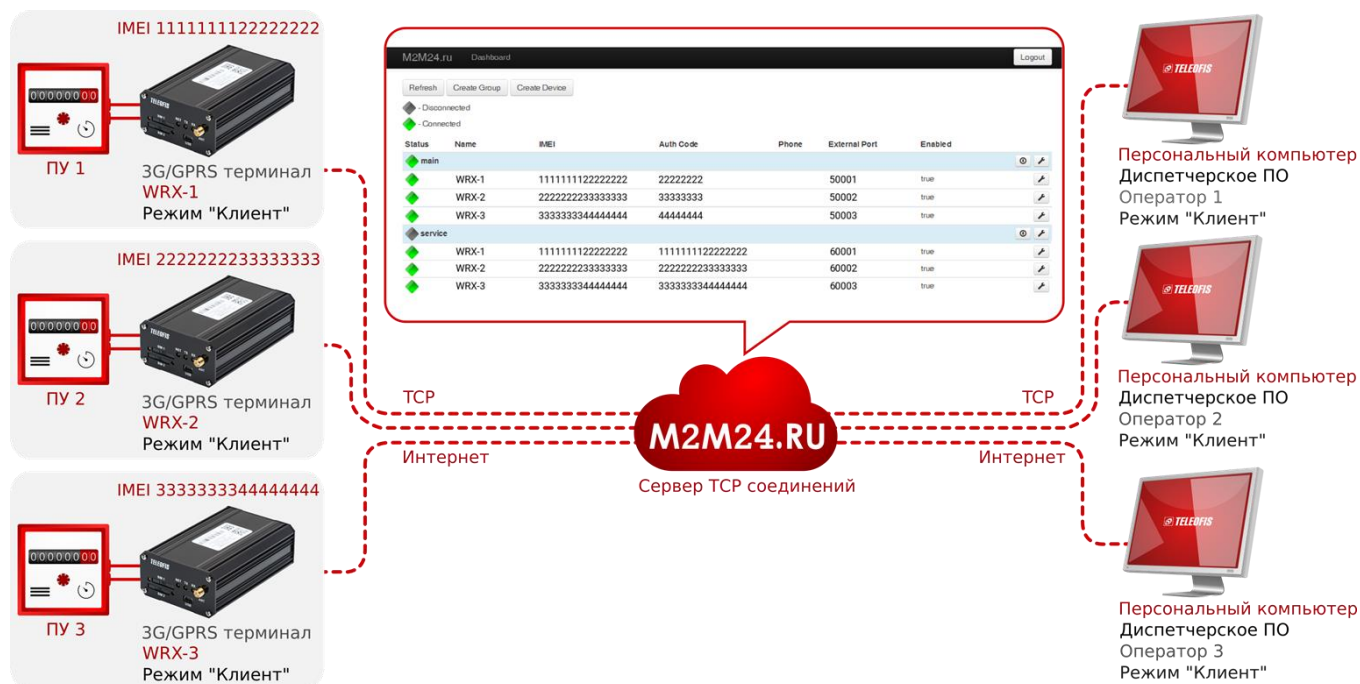 IMEI 1111111122222222
ПУ 1
3G/GPRS терминал
WRX-1
Режим "Клиент"
IMEI 2222222233333333
ПУ 2
3G/GPRS терминал
WRX-2
Режим "Клиент"
IMEI 3333333344444444
ПУ 3
3G/GPRS терминал
WRX-3
Режим "Клиент"
M2M24.ru Dashboard Logout
Refresh Create Group Create Device
- Disconnected
- Connected
Status Name IMEI Auth Code Phone External Port Enabled
main
WRX-1 1111111122222222 22222222 50001 true
WRX-2 2222222233333333 33333333 50002 true
WRX-3 3333333344444444 44444444 50003 true
service
WRX-1 1111111122222222 1111111122222222 60001 true
WRX-2 2222222233333333 2222222233333333 60002 true
WRX-3 3333333344444444 3333333344444444 60003 true
TCP
Интернет
M2M24.RU
Сервер TCP соединений
TCP
Интернет
TELEOFIS
Персональный компьютер
Диспетчерское ПО
Оператор 1
Режим "Клиент"
TELEOFIS
Персональный компьютер
Диспетчерское ПО
Оператор 2
Режим "Клиент"
TELEOFIS
Персональный компьютер
Диспетчерское ПО
Оператор 3
Режим "Клиент"